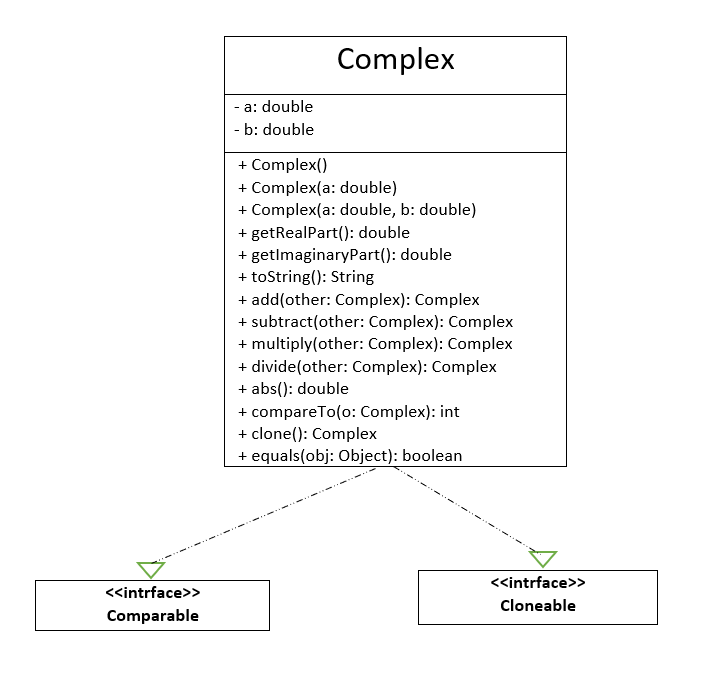 Complex
- a: double
- b: double
+ Complex()
+ Complex(a: double)
+ Complex(a: double, b: double)
+ getRealPart(): double
+ getImaginaryPart(): double
+ toString(): String
+ add(other: Complex): Complex
+ subtract(other: Complex): Complex
+ multiply(other: Complex): Complex
+ divide(other: Complex): Complex
+ abs(): double
+ compareTo(o: Complex): int
+ clone(): Complex
+ equals(obj: Object): boolean
<<intrface>>
Comparable
<<intrface>>
Cloneable